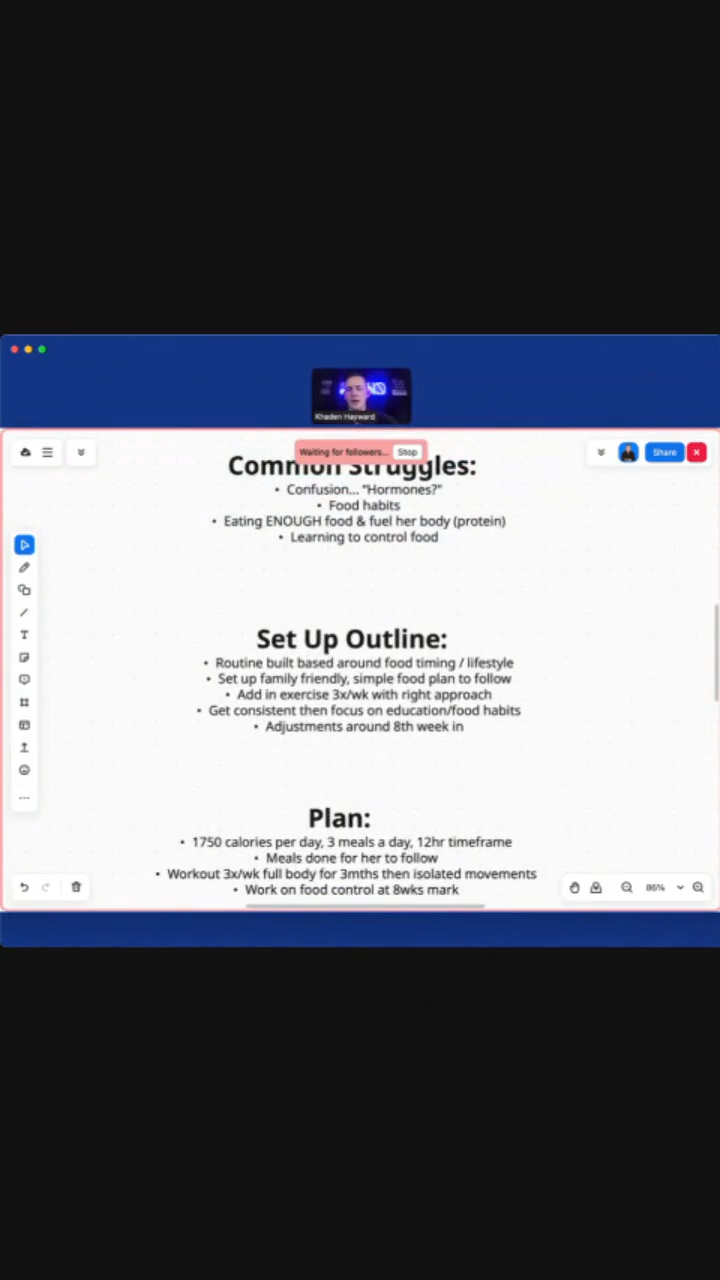 Khaden Hayward
Waiting for followers... Stop
Share
Common Struggles:
• Confusion... "Hormones?"
• Food habits
• Eating ENOUGH food & fuel her body (protein)
• Learning to control food
Set Up Outline:
• Routine built based around food timing / lifestyle
• Set up family friendly, simple food plan to follow
• Add in exercise 3x/wk with right approach
• Get consistent then focus on education/food habits
• Adjustments around 8th week in
Plan:
• 1750 calories per day, 3 meals a day, 12hr timeframe
• Meals done for her to follow
• Workout 3x/wk full body for 3mths then isolated movements
• Work on food control at 8wks mark